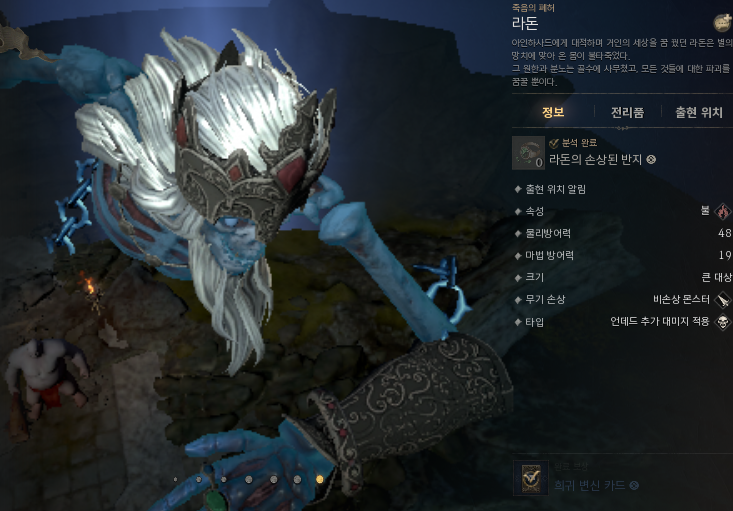 죽음의 폐허
라돈
아인하사드에게 대적하며 거인의 세상을 꿈 꿨던 라돈은 별의
망치에 맞아 온 몸이 불타죽었다.
그 원한과 분노는 골수에 사무쳤고, 모든 것들에 대한 파괴를
꿈꿀 뿐이다.
정보 전리품 출현 위치
분석 완료
0 라돈의 손상된 반지
출현 위치 알림
속성 불
물리방어력 48
마법 방어력 19
크기 큰 대상
무기 손상 비손상 몬스터
타입 언데드 추가 대미지 적용
희귀 변신 카드